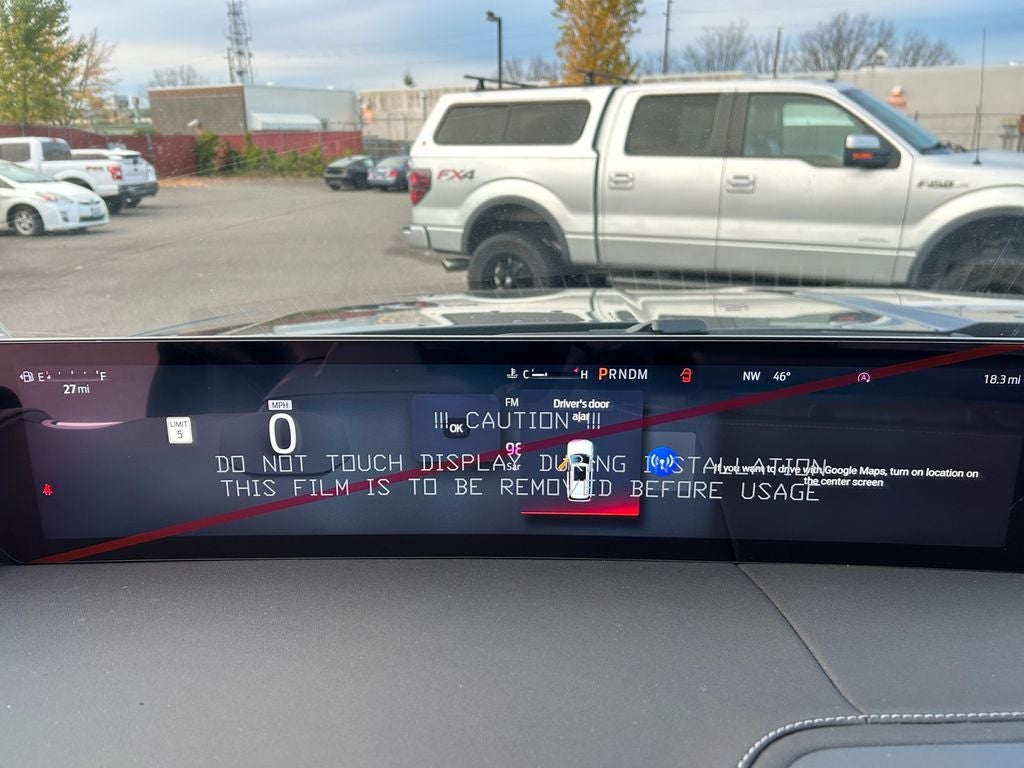 FX4
F-150
E F
27 mi
C H
PRNDM
NW 46°
18.3 mi
LIMIT
5
MPH
0
OK
FM
98
Driver's door
ajar
!!! CAUTION !!!
DO NOT TOUCH DISPLAY DURING INSTALLATION
THIS FILM IS TO BE REMOVED BEFORE USAGE
If you want to drive with Google Maps, turn on location on
the center screen